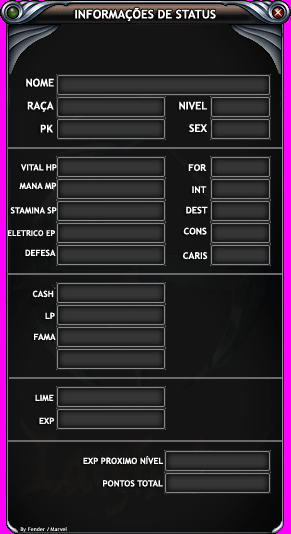 INFORMAÇÕES DE STATUS
NOME
RAÇA NIVEL
PK SEX
VITAL HP FOR
MANA MP INT
STAMINA SP DEST
ELETRICO EP CONS
DEFESA CARIS
CASH
LP
FAMA
LIME
EXP
EXP PROXIMO NÍVEL
PONTOS TOTAL
By Fender / Marvel